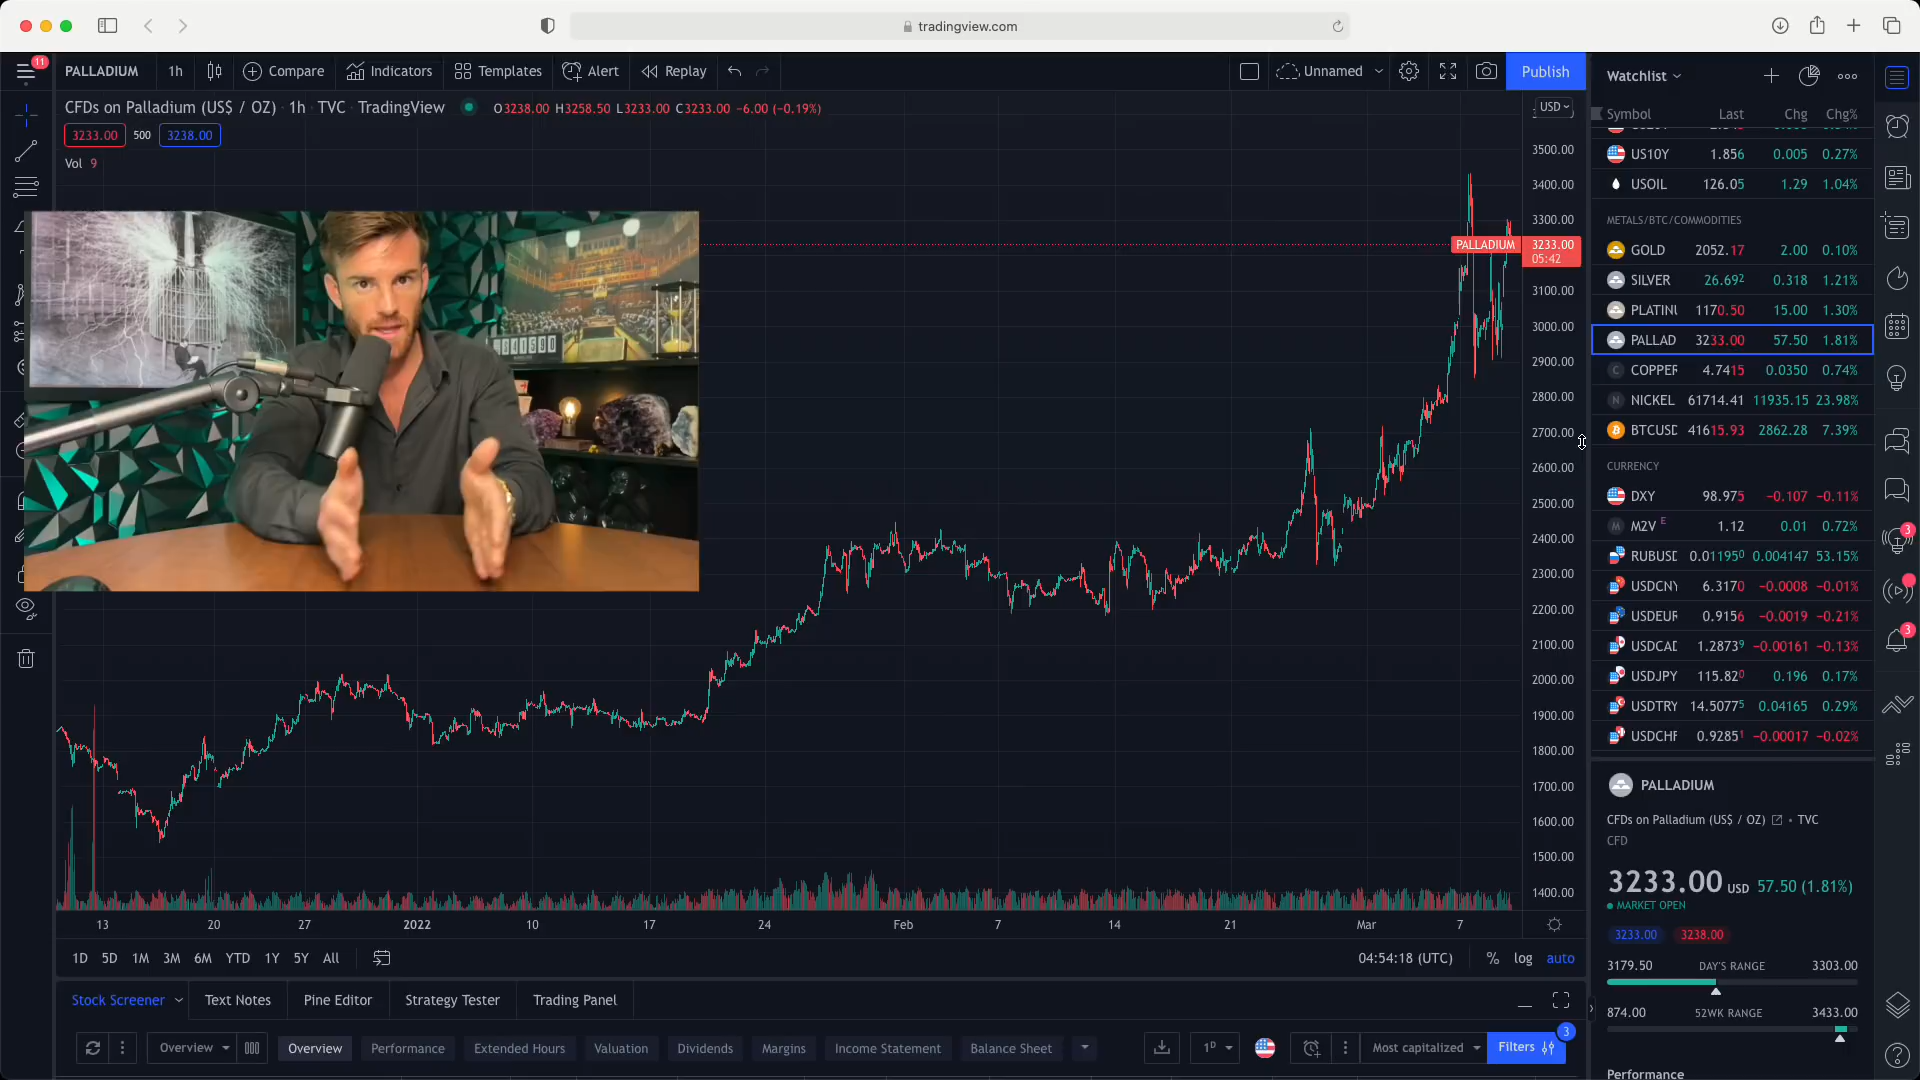 tradingview.com
11
PALLADIUM 1h Compare Indicators Templates Alert Replay Unnamed Publish
CFDs on Palladium (US$ / OZ) · 1h · TVC · TradingView O3238.00 H3258.50 L3233.00 C3233.00 −6.00 (−0.19%)
3233.00 500 3238.00
Vol 9
USD
3500.00
3400.00
3300.00
PALLADIUM 3233.00
05:42
3100.00
3000.00
2900.00
2800.00
2700.00
2600.00
2500.00
2400.00
2300.00
2200.00
2100.00
2000.00
1900.00
1800.00
1700.00
1600.00
1500.00
1400.00
13 20 27 2022 10 17 24 Feb 7 14 21 Mar 7
1D 5D 1M 3M 6M YTD 1Y 5Y All 04:54:18 (UTC) % log auto
Stock Screener Text Notes Pine Editor Strategy Tester Trading Panel
Overview Overview Performance Extended Hours Valuation Dividends Margins Income Statement Balance Sheet 1D Most capitalized Filters 3
Watchlist
Symbol Last Chg Chg%
US10Y 1.856 0.005 0.27%
USOIL 126.05 1.29 1.04%
METALS/BTC/COMMODITIES
GOLD 2052.17 2.00 0.10%
SILVER 26.692 0.318 1.21%
PLATINU 1170.50 15.00 1.30%
PALLAD 3233.00 57.50 1.81%
C COPPER 4.7415 0.0350 0.74%
N NICKEL 61714.41 11935.15 23.98%
BTCUSD 41615.93 2862.28 7.39%
CURRENCY
DXY 98.975 −0.107 −0.11%
M M2V E 1.12 0.01 0.72%
RUBUSD 0.011950 0.004147 53.15%
USDCNY 6.3170 −0.0008 −0.01%
USDEUR 0.9156 −0.0019 −0.21%
USDCAD 1.28739 −0.00161 −0.13%
USDJPY 115.820 0.196 0.17%
USDTRY 14.50775 0.04165 0.29%
USDCHF 0.92851 −0.00017 −0.02%
PALLADIUM
CFDs on Palladium (US$ / OZ) • TVC
CFD
3233.00 USD 57.50 (1.81%)
MARKET OPEN
3233.00 3238.00
3179.50 DAY'S RANGE 3303.00
874.00 52WK RANGE 3433.00
Performance
3
3